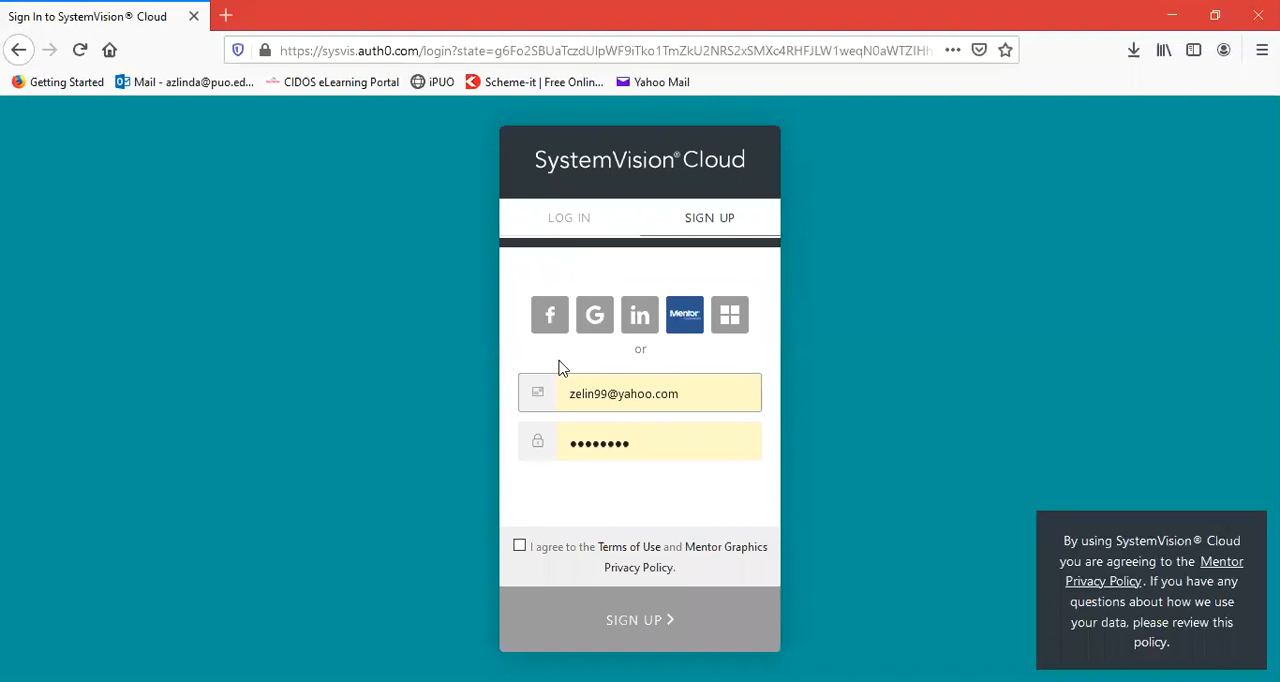 Sign In to SystemVision® Cloud
https://sysvis.auth0.com/login?state=g6Fo2SBUaTczdUlpWF9iTko1TmZkU2NRS2xSMXc4RHFJLW1weqN0aWTZIHh
Getting Started
Mail - azlinda@puo.ed...
CIDOS eLearning Portal
iPUO
Scheme-it | Free Onlin...
Yahoo Mail
SystemVision® Cloud
LOG IN
SIGN UP
Mentor
or
zelin99@yahoo.com
I agree to the Terms of Use and Mentor Graphics
Privacy Policy.
SIGN UP
By using SystemVision® Cloud
you are agreeing to the Mentor
Privacy Policy. If you have any
questions about how we use
your data, please review this
policy.